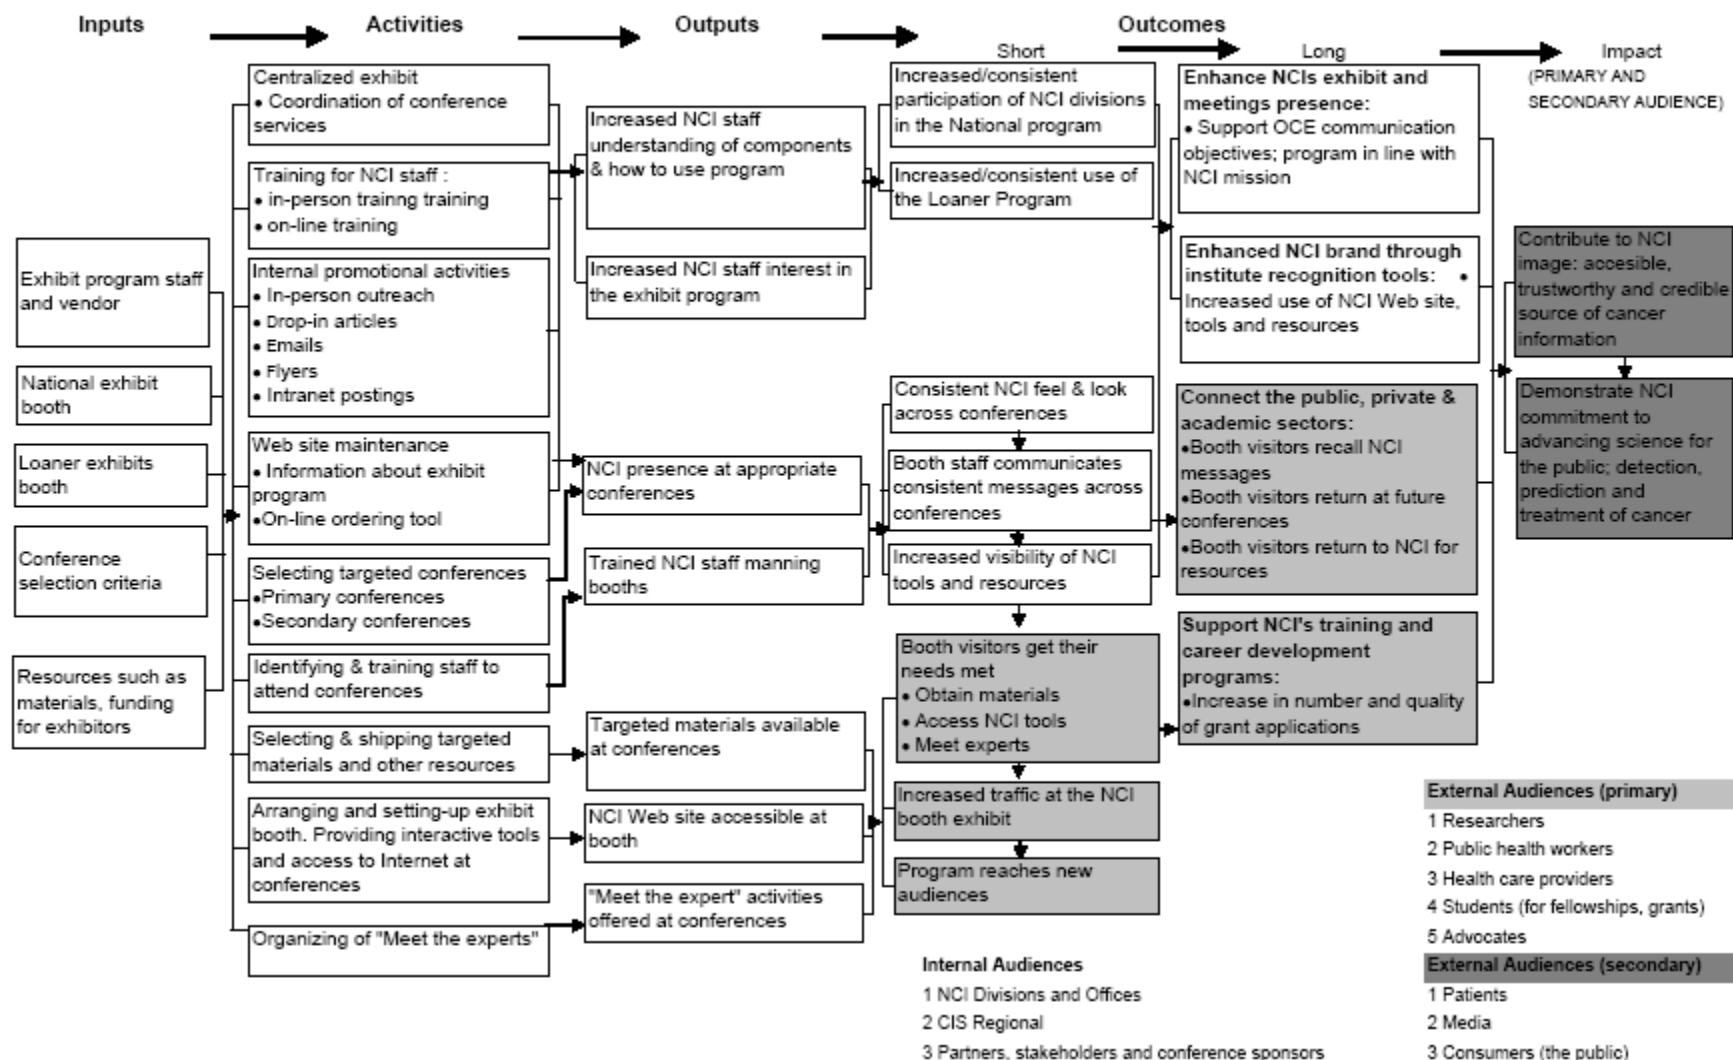 Inputs
Activities
Outputs
Outcomes
Short
Long
Impact
(PRIMARY AND
SECONDARY AUDIENCE)
Exhibit program staff
and vendor
National exhibit
booth
Loaner exhibits
booth
Conference
selection criteria
Resources such as
materials, funding
for exhibitors
Centralized exhibit
• Coordination of conference
services
Training for NCI staff :
• in-person trainng training
• on-line training
Internal promotional activities
• In-person outreach
• Drop-in articles
• Emails
• Flyers
• Intranet postings
Web site maintenance
• Information about exhibit
program
•On-line ordering tool
Selecting targeted conferences
•Primary conferences
•Secondary conferences
Identifying & training staff to
attend conferences
Selecting & shipping targeted
materials and other resources
Arranging and setting-up exhibit
booth. Providing interactive tools
and access to Internet at
conferences
Organizing of "Meet the experts"
Increased NCI staff
understanding of components
& how to use program
Increased NCI staff interest in
the exhibit program
NCI presence at appropriate
conferences
Trained NCI staff manning
booths
Targeted materials available
at conferences
NCI Web site accessible at
booth
"Meet the expert" activities
offered at conferences
Increased/consistent
participation of NCI divisions
in the National program
Increased/consistent use of
the Loaner Program
Consistent NCI feel & look
across conferences
Booth staff communicates
consistent messages across
conferences
Increased visibility of NCI
tools and resources
Booth visitors get their
needs met
• Obtain materials
• Access NCI tools
• Meet experts
Increased traffic at the NCI
booth exhibit
Program reaches new
audiences
Enhance NCIs exhibit and
meetings presence:
• Support OCE communication
objectives; program in line with
NCI mission
Enhanced NCI brand through
institute recognition tools: •
Increased use of NCI Web site,
tools and resources
Connect the public, private &
academic sectors:
•Booth visitors recall NCI
messages
•Booth visitors return at future
conferences
•Booth visitors return to NCI for
resources
Support NCI's training and
career development
programs:
•Increase in number and quality
of grant applications
Contribute to NCI
image: accesible,
trustworthy and credible
source of cancer
information
Demonstrate NCI
commitment to
advancing science for
the public; detection,
prediction and
treatment of cancer
Internal Audiences
1 NCI Divisions and Offices
2 CIS Regional
3 Partners, stakeholders and conference sponsors
External Audiences (primary)
1 Researchers
2 Public health workers
3 Health care providers
4 Students (for fellowships, grants)
5 Advocates
External Audiences (secondary)
1 Patients
2 Media
3 Consumers (the public)